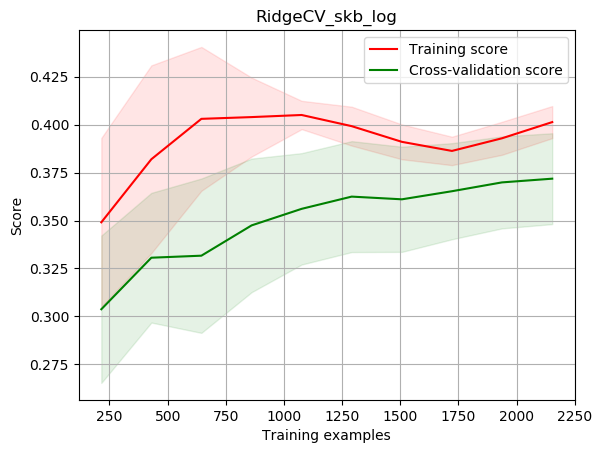 RidgeCV_skb_log
Training score
Cross-validation score
Score
0.425
0.400
0.375
0.350
0.325
0.300
0.275
250 500 750 1000 1250 1500 1750 2000 2250
Training examples